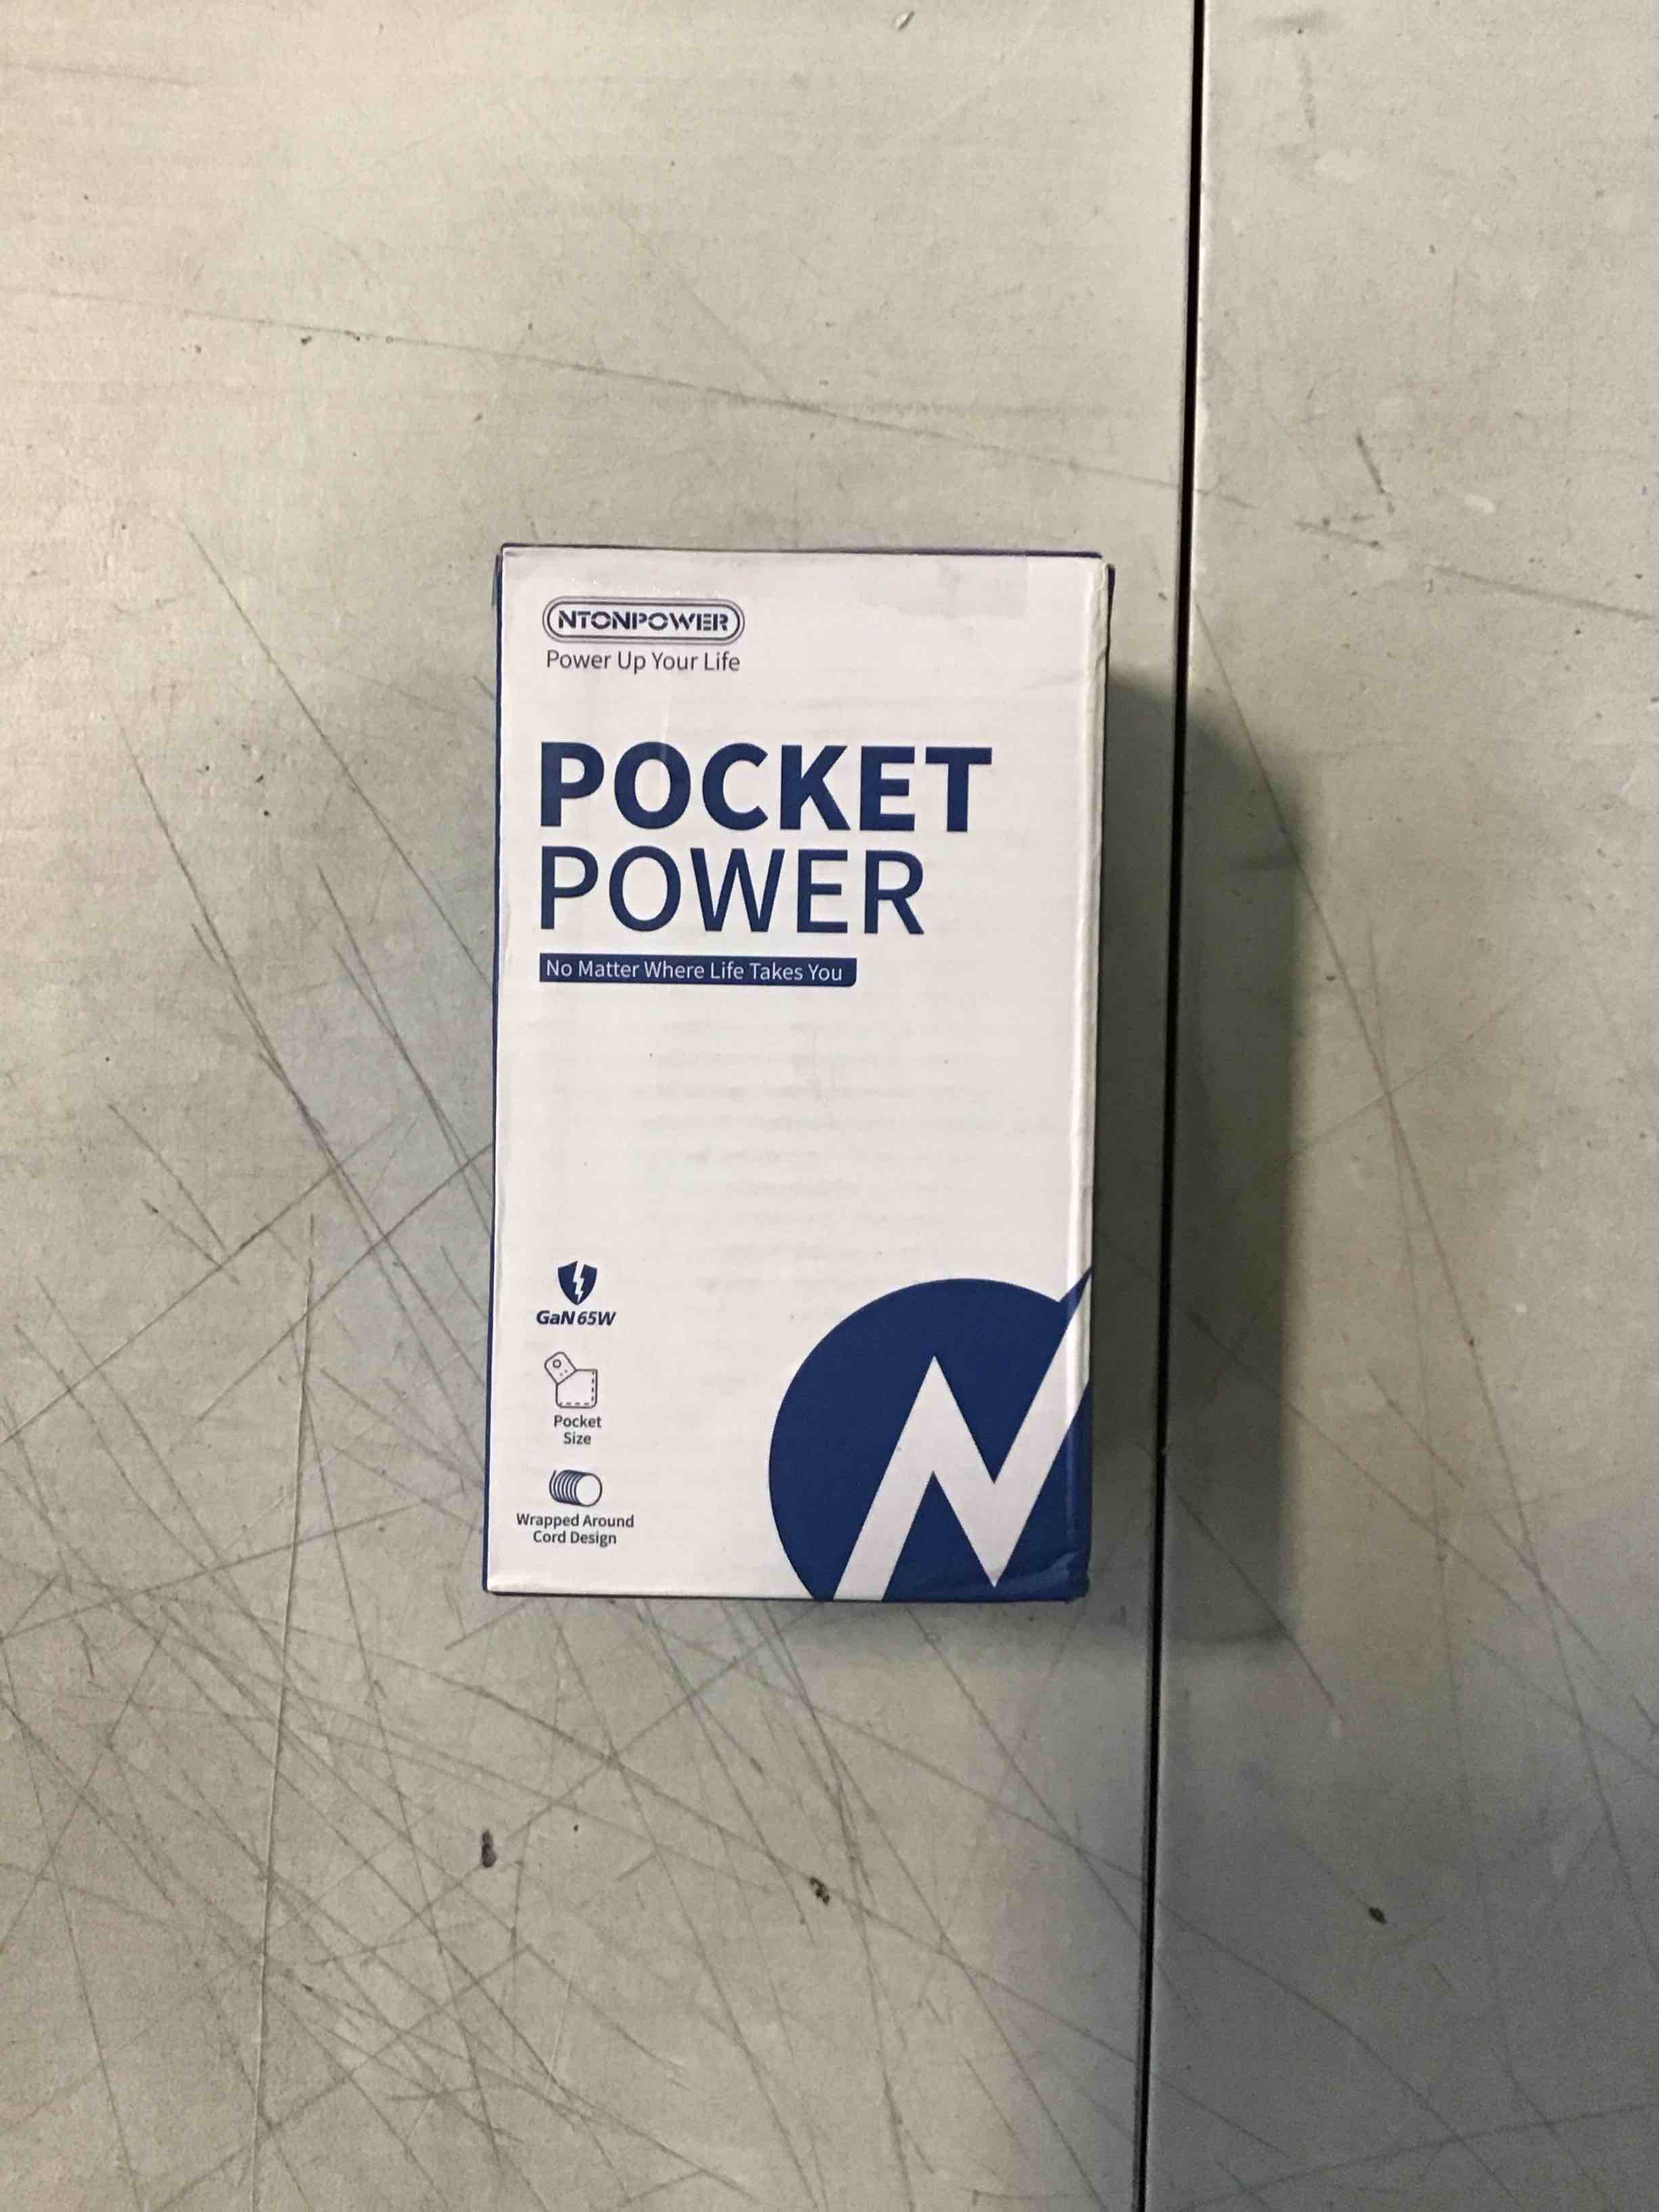 NTONPOWER
Power Up Your Life
POCKET
POWER
No Matter Where Life Takes You
GaN 65W
Pocket
Size
Wrapped Around
Cord Design